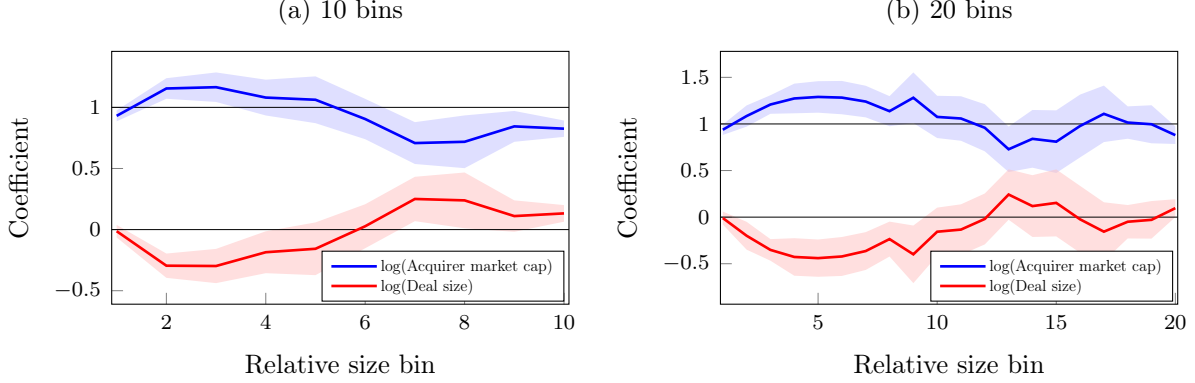 (a) 10 bins
Coefficient
1
0.5
0
−0.5
2
4
6
8
10
log(Acquirer market cap)
log(Deal size)
Relative size bin
(b) 20 bins
Coefficient
1.5
1
0.5
0
−0.5
5
10
15
20
log(Acquirer market cap)
log(Deal size)
Relative size bin